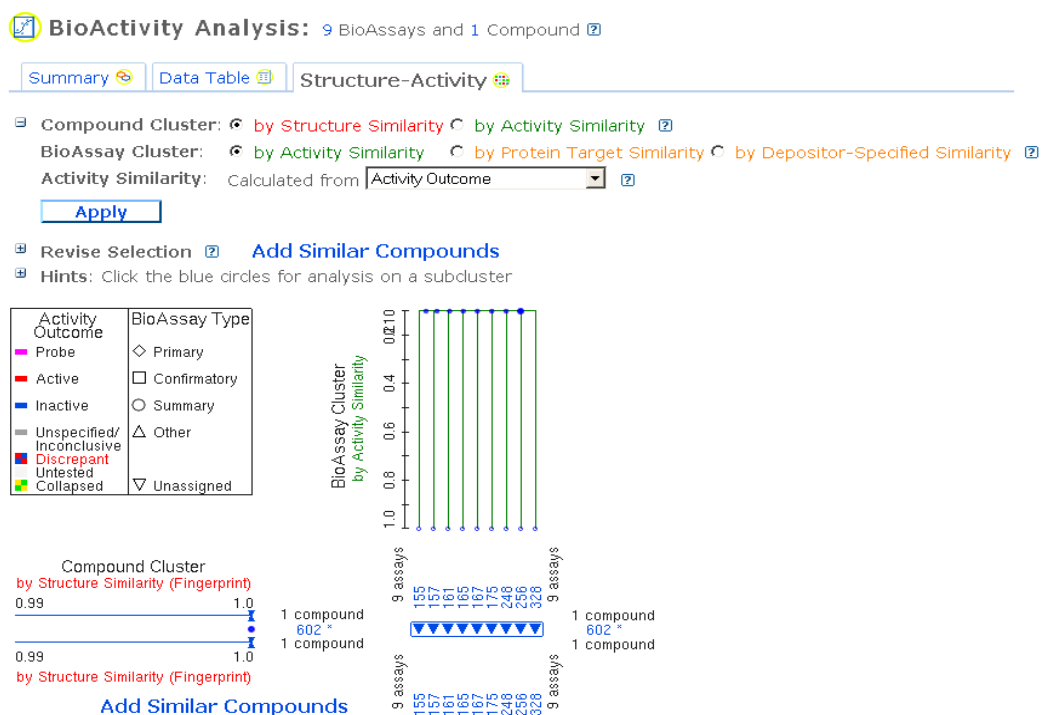 BioActivity Analysis: 9 BioAssays and 1 Compound ?
Summary Data Table Structure-Activity
Compound Cluster: by Structure Similarity by Activity Similarity ?
BioAssay Cluster: by Activity Similarity by Protein Target Similarity by Depositor-Specified Similarity ?
Activity Similarity: Calculated from Activity Outcome ?
Apply
Revise Selection ? Add Similar Compounds
Hints: Click the blue circles for analysis on a subcluster
Activity Outcome
BioAssay Type
Probe
Primary
Active
Confirmatory
Inactive
Summary
Unspecified/
Inconclusive
Other
Discrepant
Untested
Collapsed
Unassigned
BioAssay Cluster
by Activity Similarity
0.4
0.6
0.8
1.0
9 assays
155
157
161
165
167
175
248
256
328
9 assays
Compound Cluster
by Structure Similarity (Fingerprint)
0.99 1.0
1 compound
602 *
1 compound
1 compound
602 *
1 compound
0.99 1.0
by Structure Similarity (Fingerprint)
Add Similar Compounds
9 assays
155
157
161
165
167
175
248
256
328
9 assays